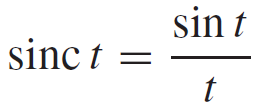 sinc t = sin t / t